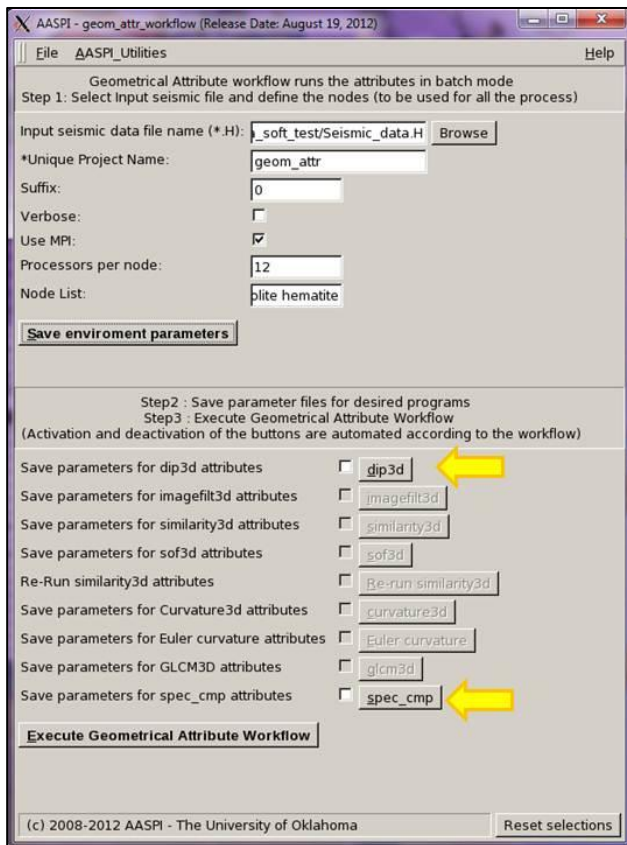 AASPI - geom_attr_workflow (Release Date: August 19, 2012)
File AASPI_Utilities Help
Geometrical Attribute workflow runs the attributes in batch mode
Step 1: Select Input seismic file and define the nodes (to be used for all the process)
Input seismic data file name (*.H): _soft_test/Seismic_data.H Browse
*Unique Project Name: geom_attr
Suffix: 0
Verbose:
Use MPI:
Processors per node: 12
Node List: olite hematite
Save enviroment parameters
Step2 : Save parameter files for desired programs
Step3 : Execute Geometrical Attribute Workflow
(Activation and deactivation of the buttons are automated according to the workflow)
Save parameters for dip3d attributes dip3d
Save parameters for imagefilt3d attributes imagefilt3d
Save parameters for similarity3d attributes similarity3d
Save parameters for sof3d attributes sof3d
Re-Run similarity3d attributes Re-run similarity3d
Save parameters for Curvature3d attributes curvature3d
Save parameters for Euler curvature attributes Euler curvature
Save parameters for GLCM3D attributes glcm3d
Save parameters for spec_cmp attributes spec_cmp
Execute Geometrical Attribute Workflow
(c) 2008-2012 AASPI - The University of Oklahoma Reset selections